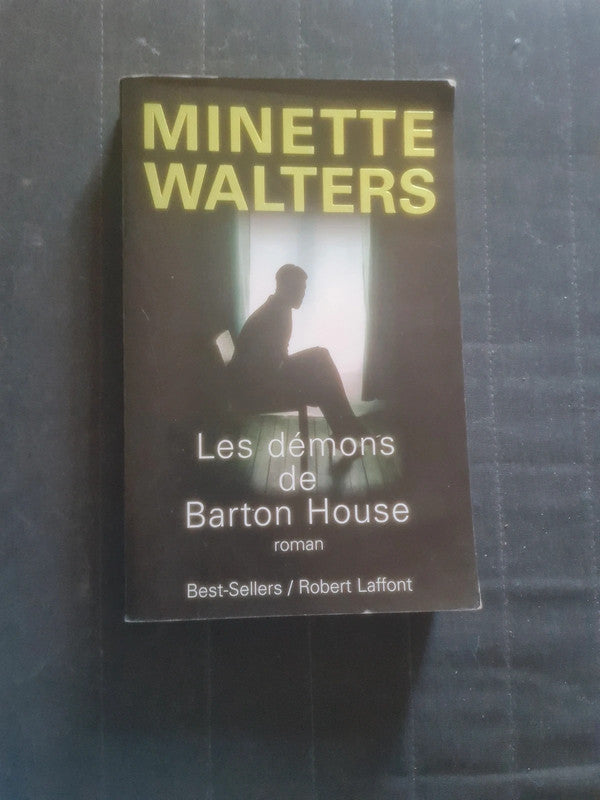 MINETTE
WALTERS
Les démons
de
Barton House
roman
Best-Sellers / Robert Laffont